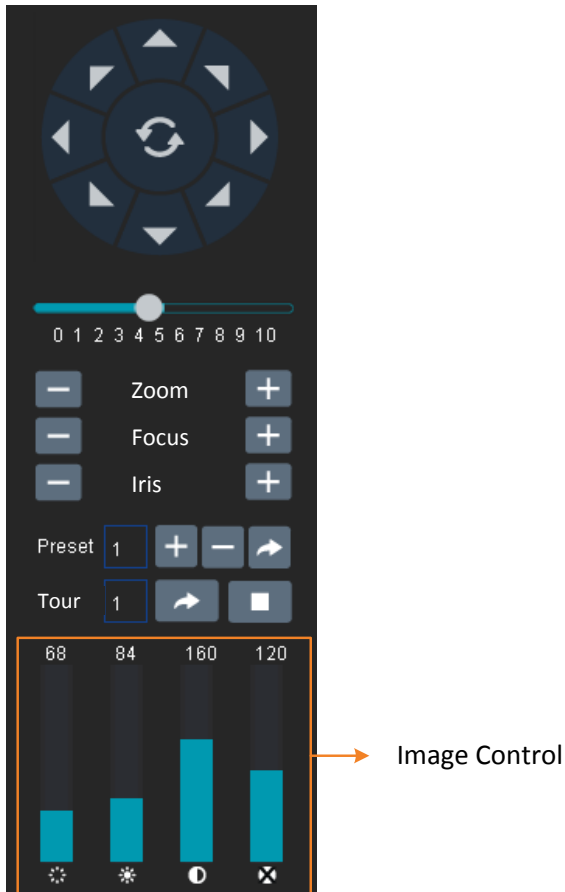 0 1 2 3 4 5 6 7 8 9 10
Zoom
Focus
Iris
Preset 1
Tour 1
68 84 160 120
Image Control